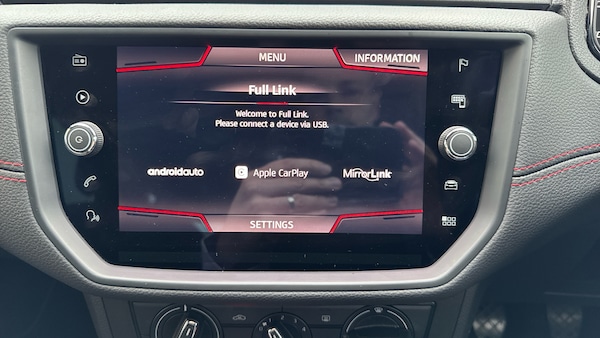 MENU
INFORMATION
Full Link
Welcome to Full Link.
Please connect a device via USB.
androidauto
Apple CarPlay
MirrorLink
SETTINGS